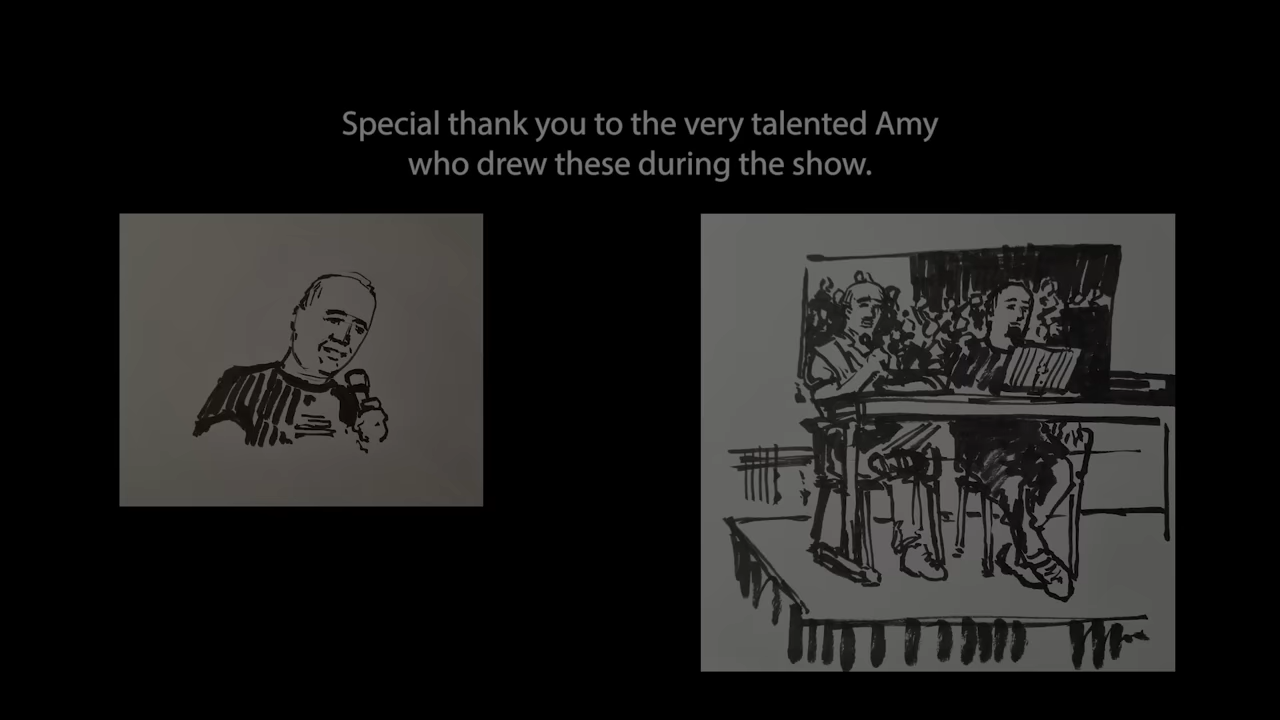 Special thank you to the very talented Amy
who drew these during the show.